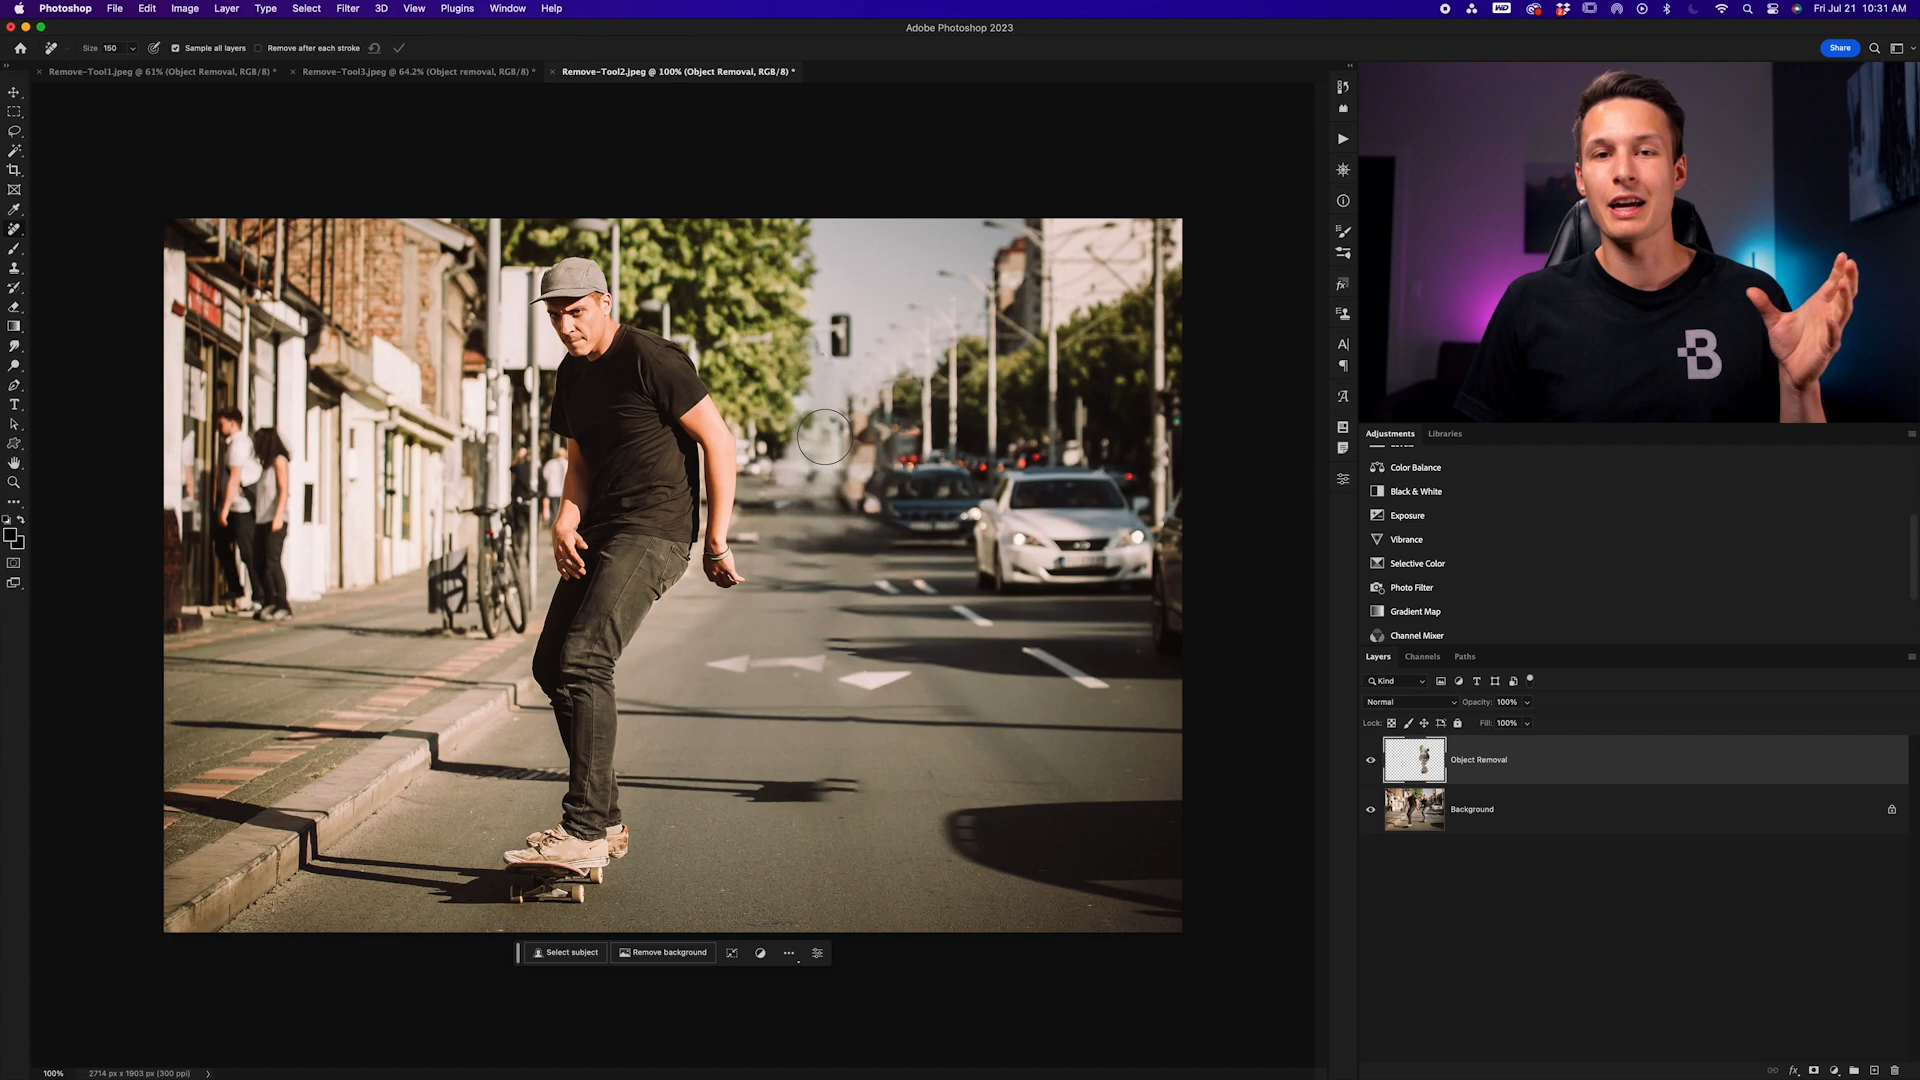 Photoshop File Edit Image Layer Type Select Filter 3D View Plugins Window Help
Fri Jul 21 10:31 AM
Adobe Photoshop 2023
Size 150 Sample all layers Remove after each stroke
Share
Remove-Tool1.jpeg @ 61% (Object Removal, RGB/8) *
Remove-Tool3.jpeg @ 64.2% (Object removal, RGB/8) *
Remove-Tool2.jpeg @ 100% (Object Removal, RGB/8) *
B
Adjustments Libraries
Color Balance
Black & White
Exposure
Vibrance
Selective Color
Photo Filter
Gradient Map
Channel Mixer
Layers Channels Paths
Kind
Normal Opacity: 100%
Lock: Fill: 100%
Object Removal
Background
Select subject Remove background
100% 2714 px x 1903 px (300 ppi)